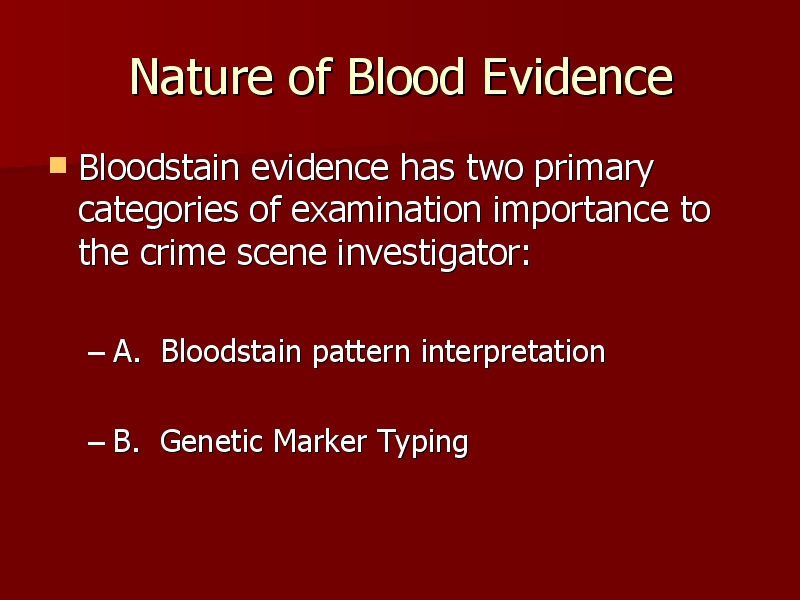 Nature of Blood Evidence
Bloodstain evidence has two primary
categories of examination importance to
the crime scene investigator:
– A. Bloodstain pattern interpretation
– B. Genetic Marker Typing